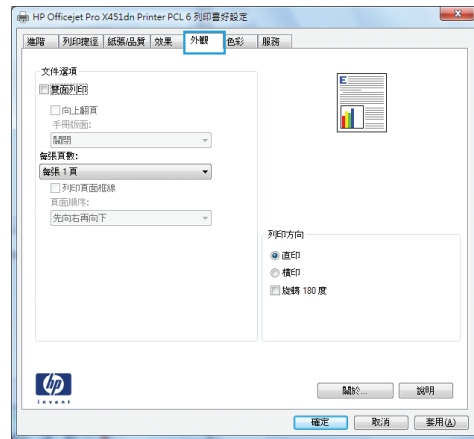 HP Officejet Pro X451dn Printer PCL 6 列印喜好設定
進階 列印捷徑 紙張/品質 效果 外觀 色彩 服務
文件選項
雙面列印
向上翻頁
手冊版面:
關閉
每張頁數:
每張 1 頁
列印頁面框線
頁面順序:
先向右再向下
E
列印方向
直印
橫印
旋轉 180 度
hp
invent
關於... 說明
確定 取消 套用(A)